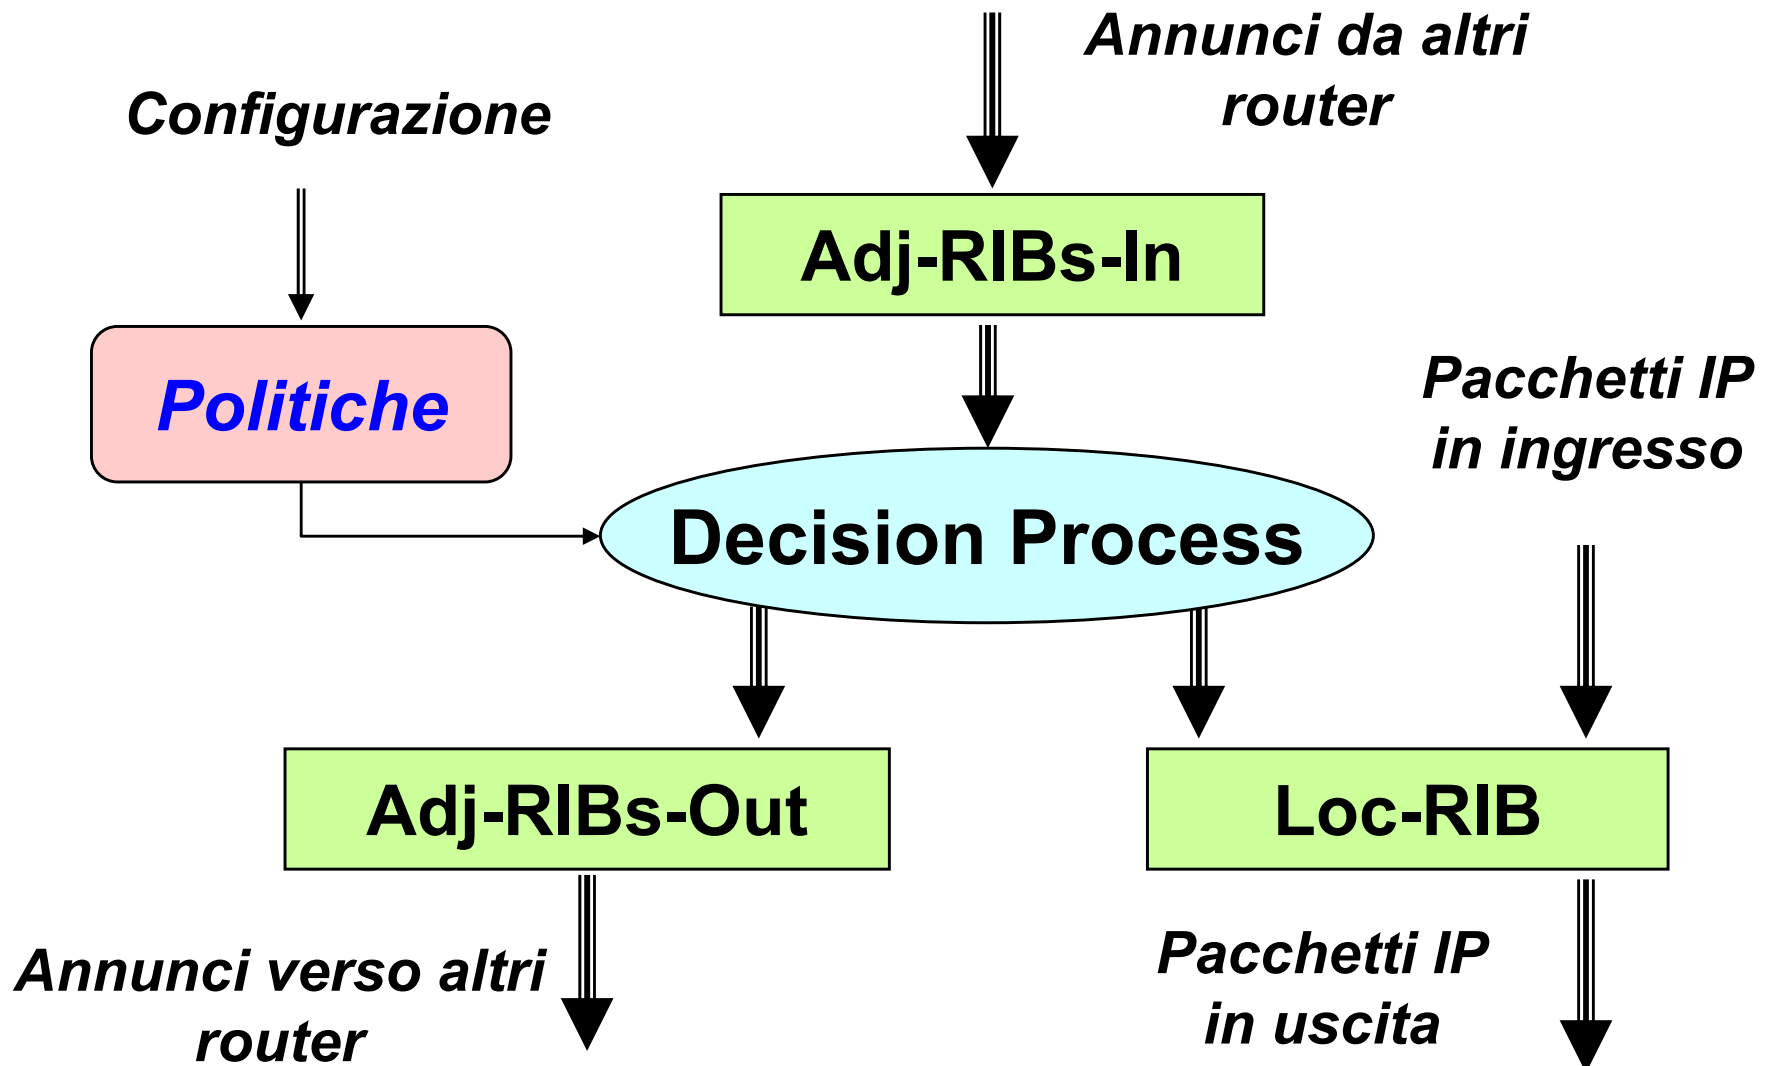 Annunci da altri
router
Configurazione
Adj-RIBs-In
Politiche
Pacchetti IP
in ingresso
Decision Process
Adj-RIBs-Out
Loc-RIB
Annunci verso altri
router
Pacchetti IP
in uscita